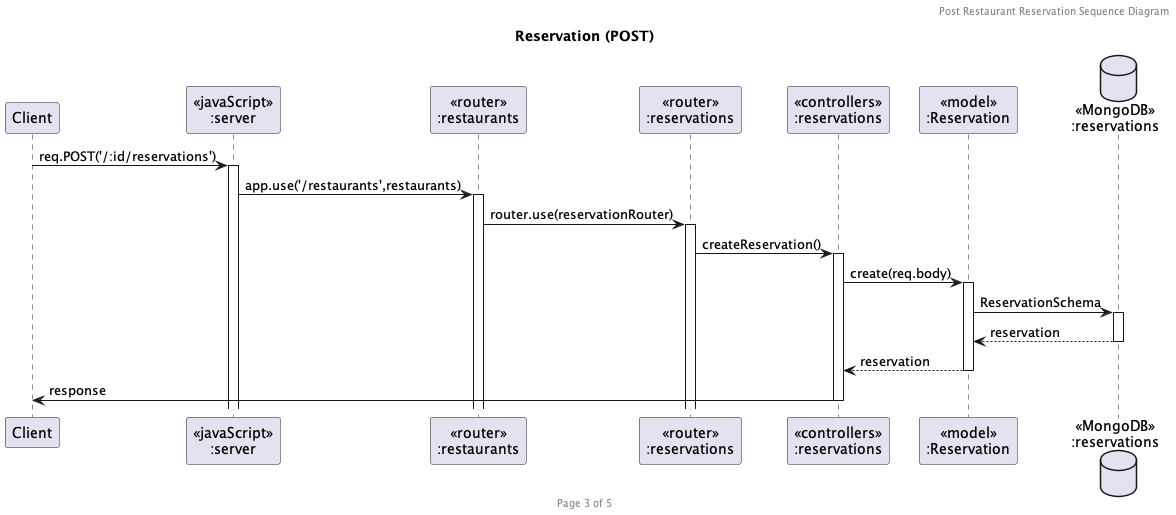 Post Restaurant Reservation Sequence Diagram
Reservation (POST)
Client
«javaScript»
:server
«router»
:restaurants
«router»
:reservations
«controllers»
:reservations
«model»
:Reservation
«MongoDB»
:reservations
req.POST('/:id/reservations')
app.use('/restaurants',restaurants)
router.use(reservationRouter)
createReservation()
create(req.body)
ReservationSchema
reservation
reservation
response
Client
«javaScript»
:server
«router»
:restaurants
«router»
:reservations
«controllers»
:reservations
«model»
:Reservation
«MongoDB»
:reservations
Page 3 of 5